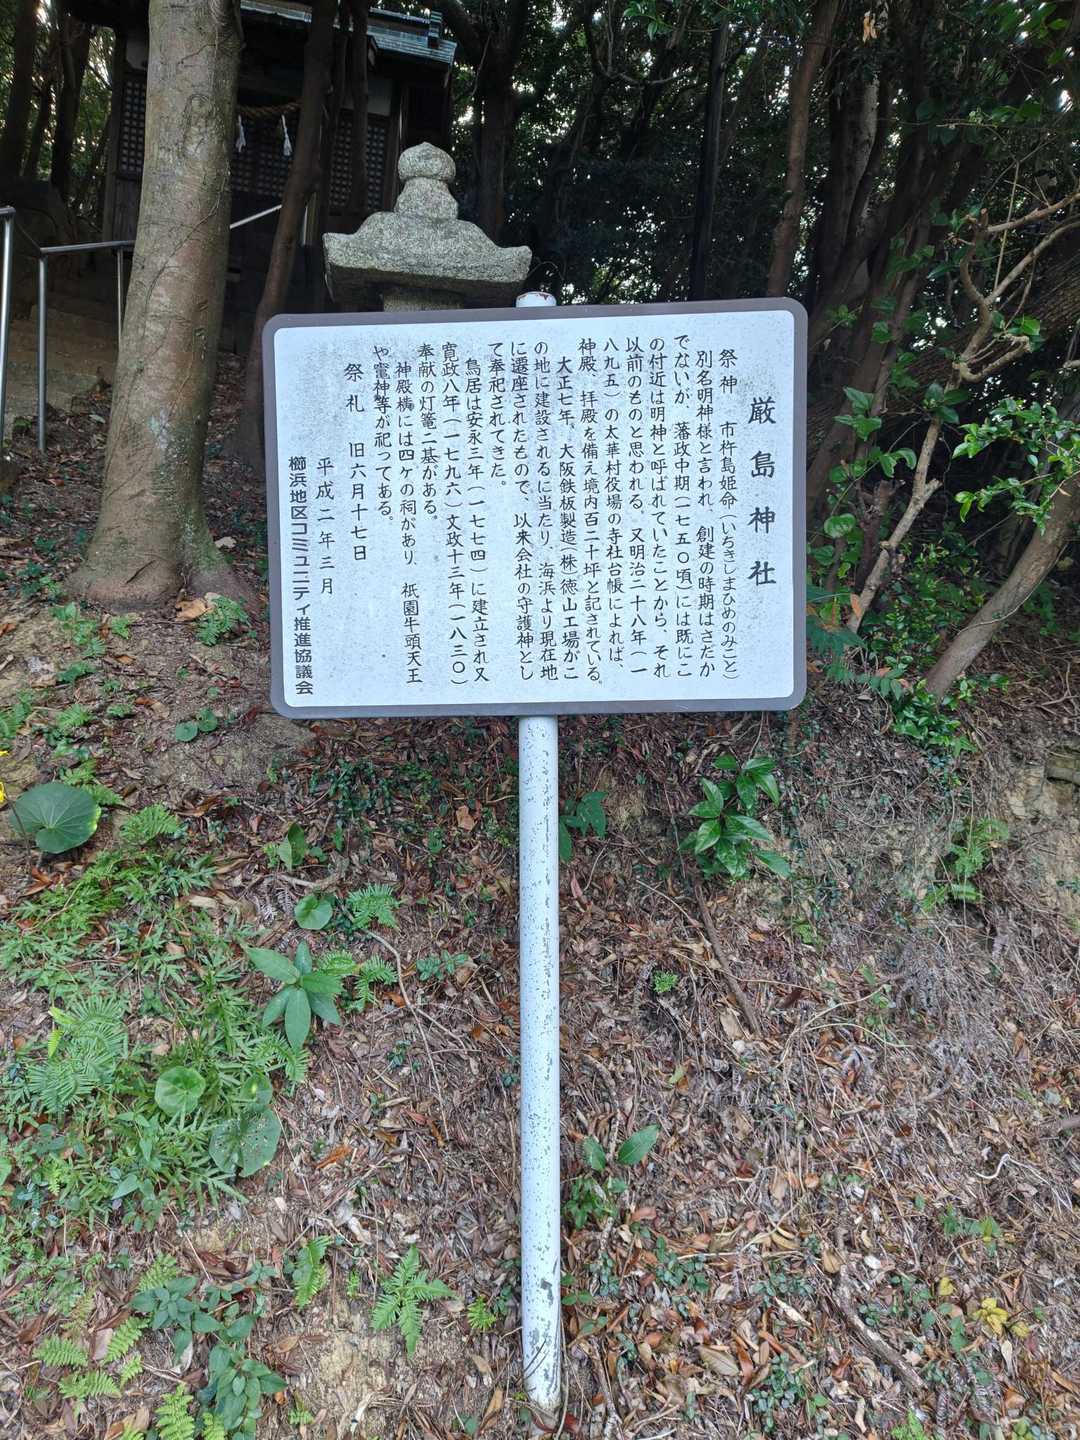 厳島神社
祭神　市杵島姫命（いちきしまひめのみこと）
別名明神様と言われ、創建の時期はさだか
でないが、藩政中期（一七五〇頃）には既にこ
の付近は明神と呼ばれていたことから、それ
以前のものと思われる。又明治二十八年（一
八九五）の太華村役場の寺社台帳によれば、
神殿、拝殿を備え境内百二十坪と記されている。
大正七年、大阪鉄板製造（株）徳山工場がこ
の地に建設されるに当たり、海浜より現在地
に遷座されたもので、以来会社の守護神とし
て奉祀されてきた。
鳥居は安永三年（一七七四）に建立され又
寛政八年（一七九六）文政十三年（一八三〇）
奉献の灯篭二基がある。
神殿横には四ケの祠があり、祇園牛頭天王
や竈神等が祀ってある。
祭礼　旧六月十七日
平成二年三月
櫛浜地区コミュニティ推進協議会